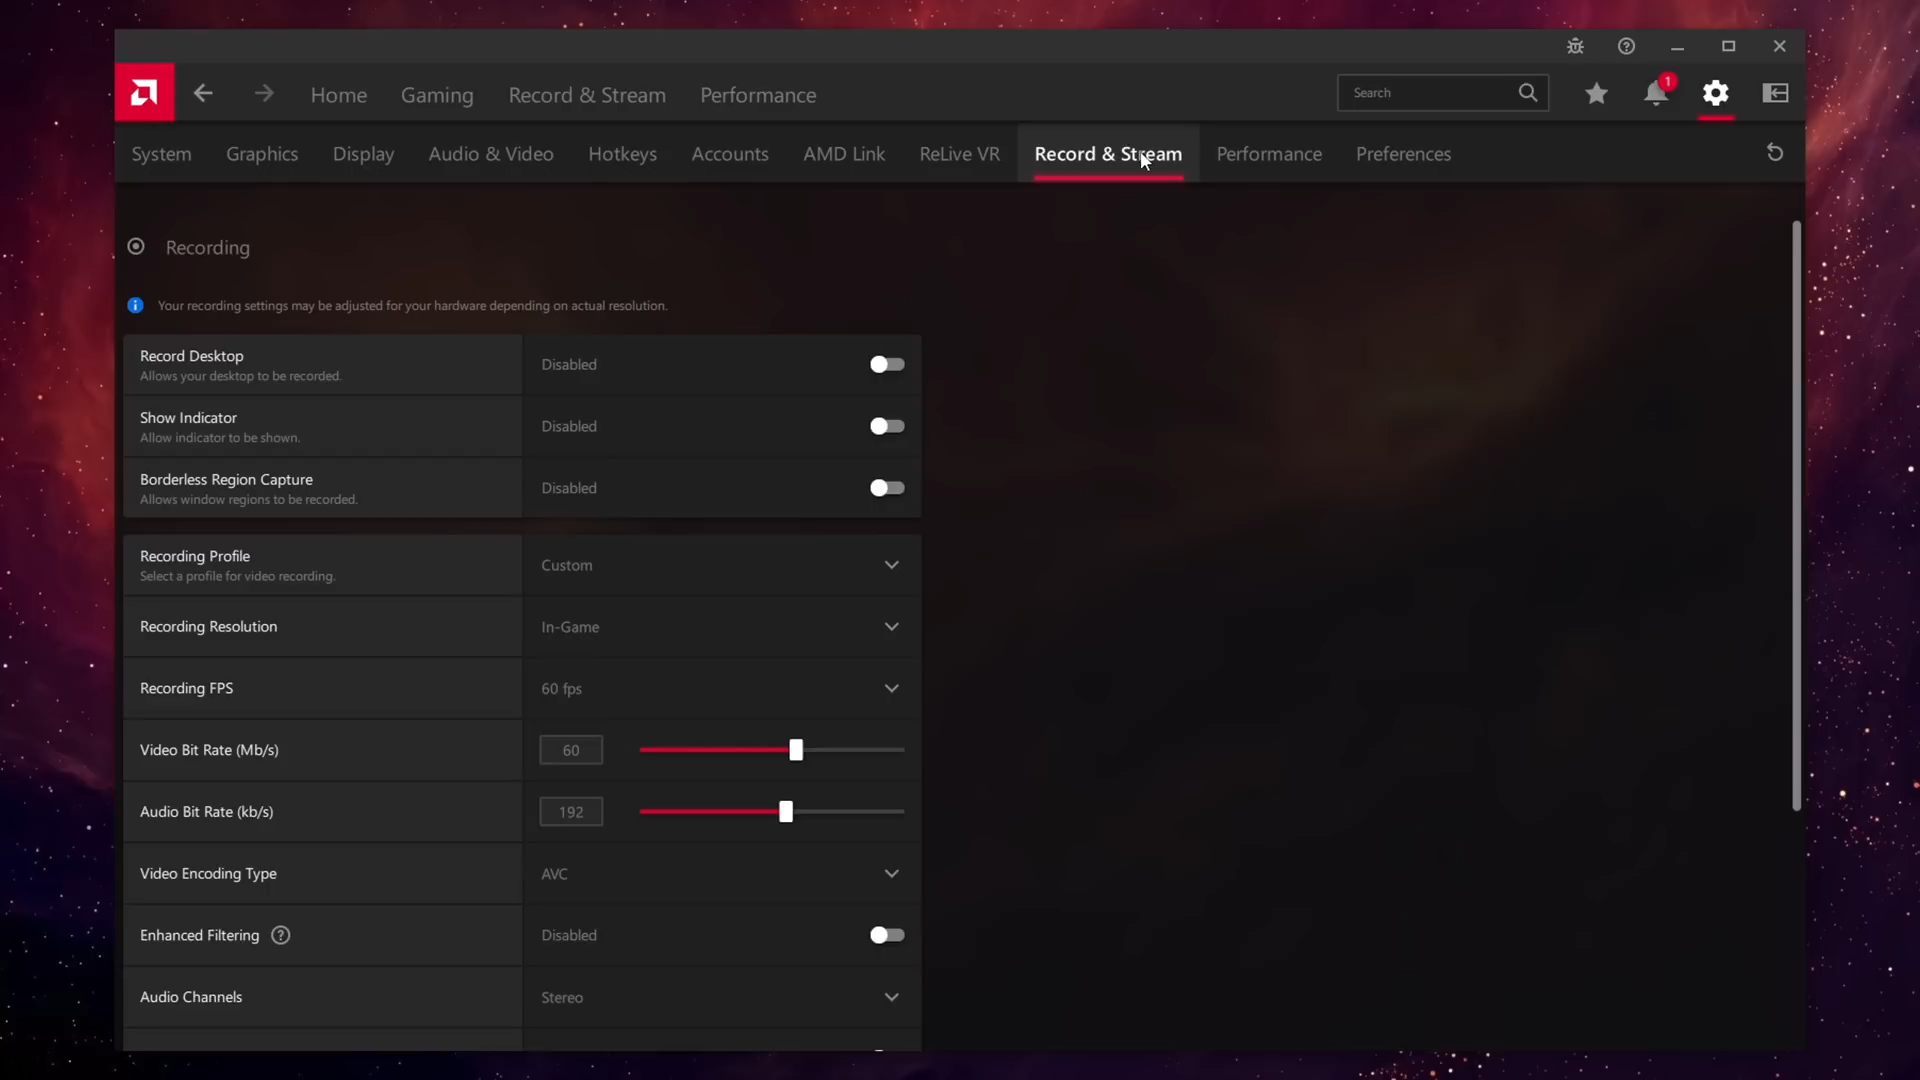 Home Gaming Record & Stream Performance Search 1
System Graphics Display Audio & Video Hotkeys Accounts AMD Link ReLive VR Record & Stream Performance Preferences
Recording
Your recording settings may be adjusted for your hardware depending on actual resolution.
Record Desktop
Allows your desktop to be recorded.
Disabled
Show Indicator
Allow indicator to be shown.
Disabled
Borderless Region Capture
Allows window regions to be recorded.
Disabled
Recording Profile
Select a profile for video recording.
Custom
Recording Resolution In-Game
Recording FPS 60 fps
Video Bit Rate (Mb/s) 60
Audio Bit Rate (kb/s) 192
Video Encoding Type AVC
Enhanced Filtering ? Disabled
Audio Channels Stereo